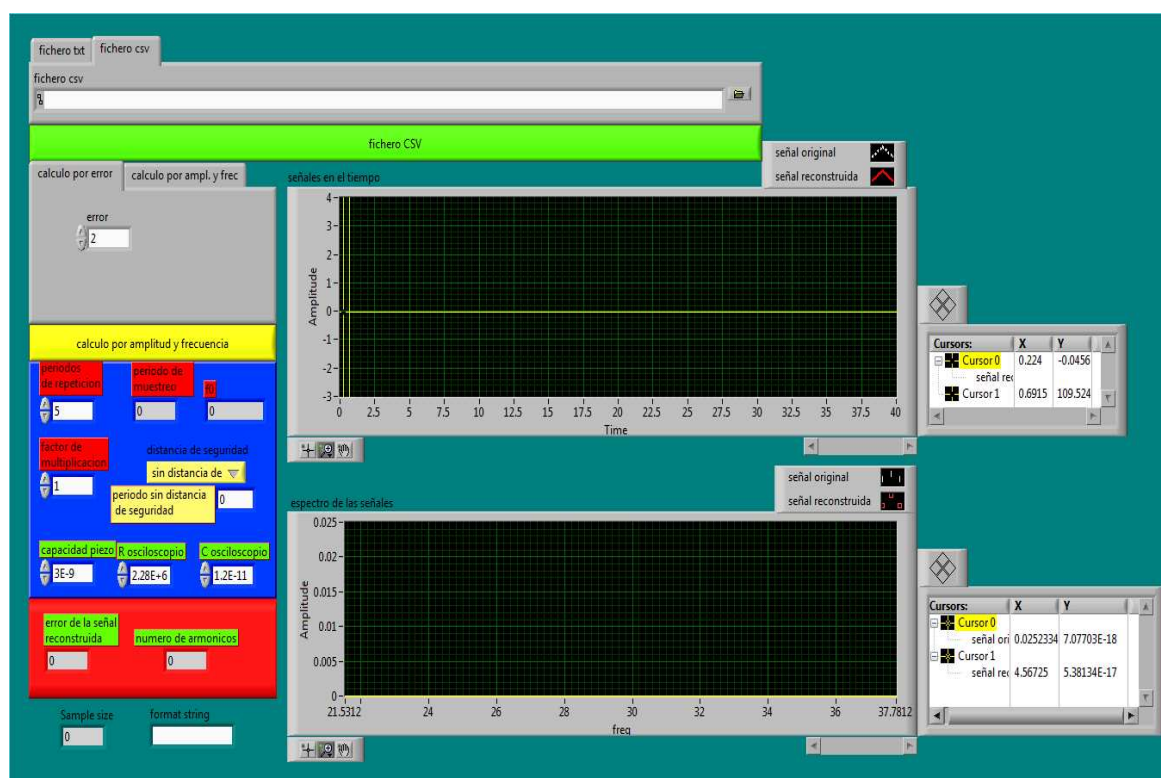 fichero txt
fichero csv
fichero csv
fichero CSV
calculo por error
calculo por ampl. y frec
error
2
calculo por amplitud y frecuencia
periodos
de repeticion
5
periodo de
muestreo
0
f0
0
factor de
multiplicacion
1
distancia de seguridad
sin distancia de
periodo sin distancia
de seguridad
0
capacidad piezo
3E-9
R osciloscopio
2.28E+6
C osciloscopio
1.2E-11
error de la señal
reconstruida
0
numero de armonicos
0
Sample size
0
format string
señales en el tiempo
señal original
señal reconstruida
Amplitude
4
3
2
1
0
-1
-2
-3
0 2.5 5 7.5 10 12.5 15 17.5 20 22.5 25 27.5 30 32.5 35 37.5 40
Time
Cursors: X Y
Cursor 0 0.224 -0.0456
señal rec
Cursor 1 0.6915 109.524
espectro de las señales
señal original
señal reconstruida
Amplitude
0.025
0.02
0.015
0.01
0.005
0
21.5312 24 26 28 30 32 34 36 37.7812
freq
Cursors: X Y
Cursor 0
señal ori 0.0252334 7.07703E-18
Cursor 1
señal rec 4.56725 5.38134E-17